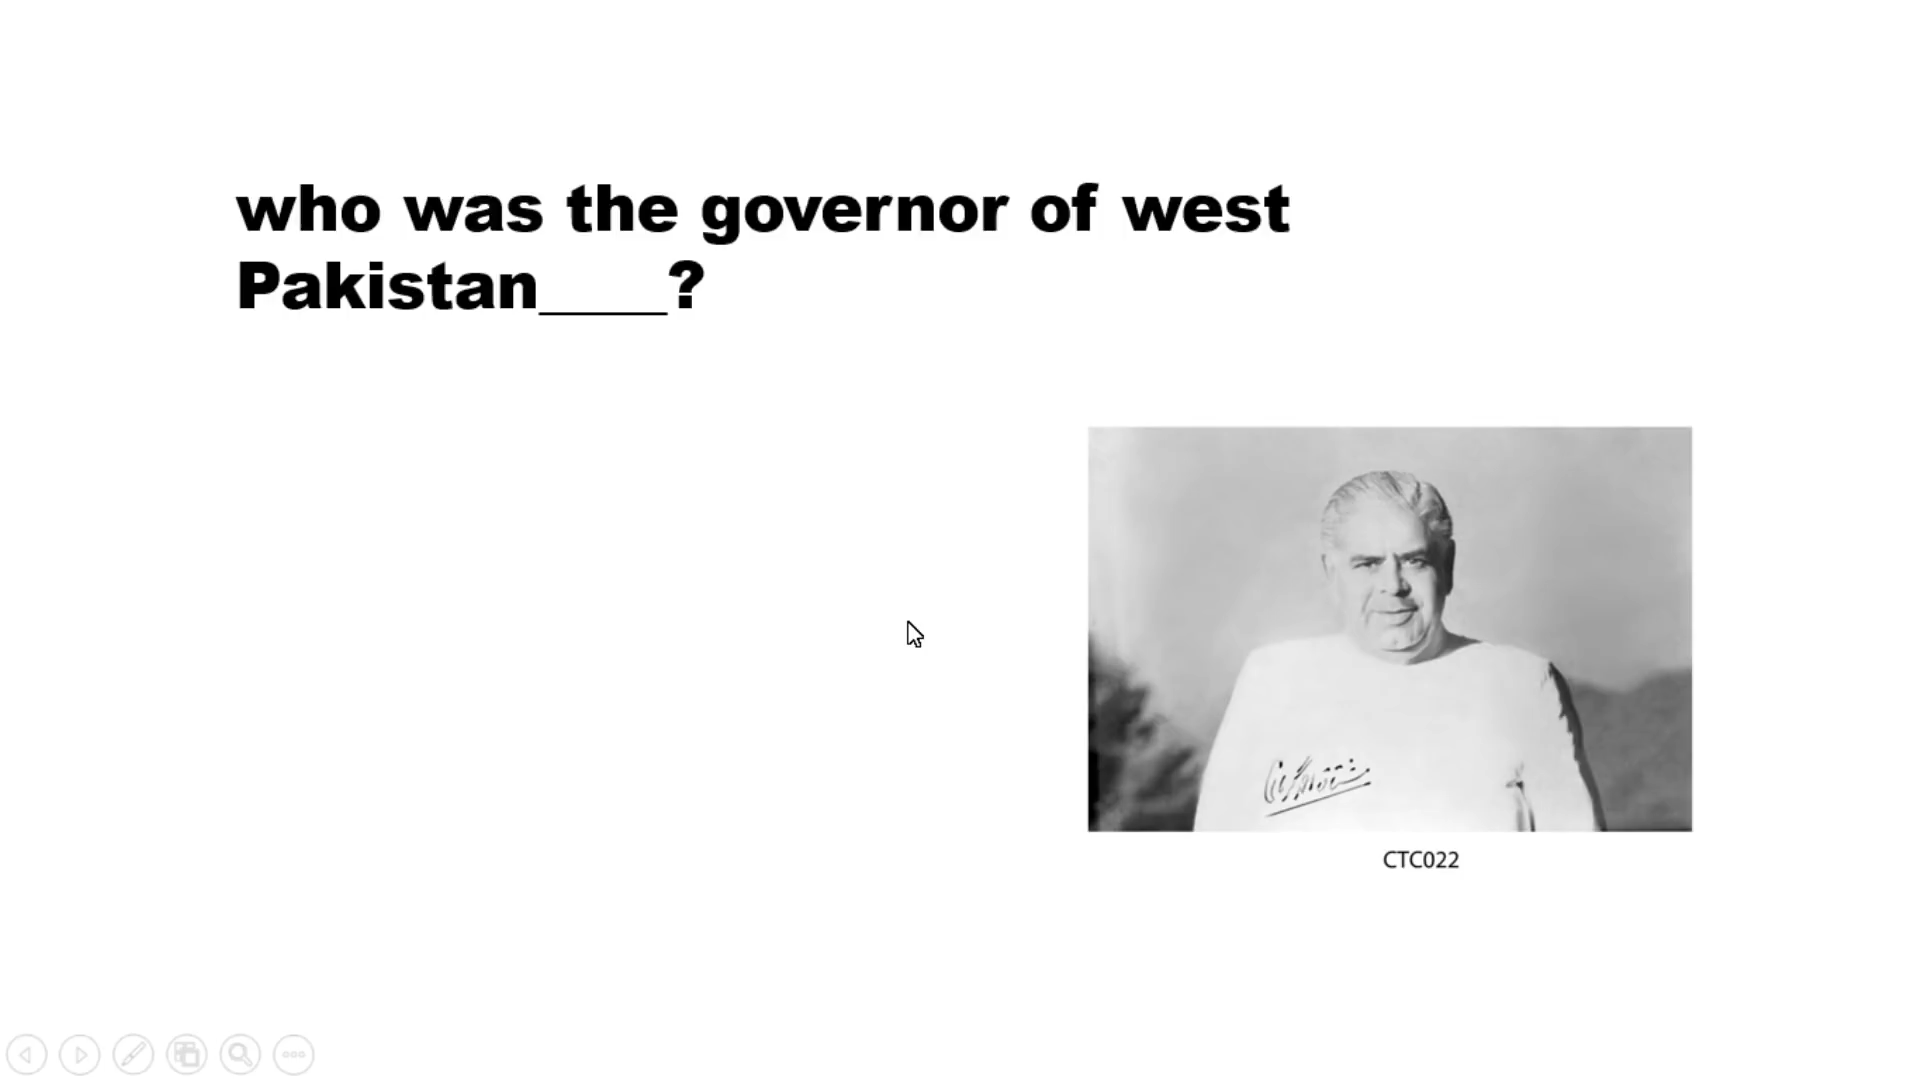 who was the governor of west
Pakistan____?
CTC022